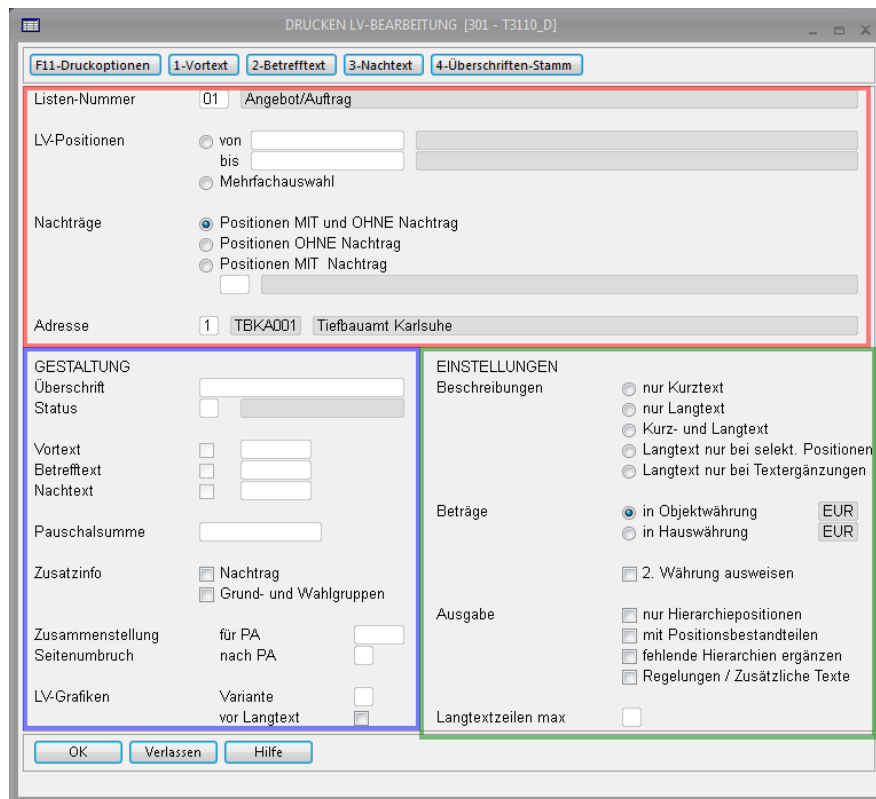 DRUCKEN LV-BEARBEITUNG [301 - T3110_D]
F11-Druckoptionen 1-Vortext 2-Betrefftext 3-Nachtext 4-Überschriften-Stamm
Listen-Nummer 01 Angebot/Auftrag
LV-Positionen von
bis
Mehrfachauswahl
Nachträge Positionen MIT und OHNE Nachtrag
Positionen OHNE Nachtrag
Positionen MIT Nachtrag
Adresse 1 TBKA001 Tiefbauamt Karlsuhe
GESTALTUNG
Überschrift
Status
Vortext
Betrefftext
Nachtext
Pauschalsumme
Zusatzinfo Nachtrag
Grund- und Wahlgruppen
Zusammenstellung für PA
Seitenumbruch nach PA
LV-Grafiken Variante
vor Langtext
EINSTELLUNGEN
Beschreibungen nur Kurztext
nur Langtext
Kurz- und Langtext
Langtext nur bei selekt. Positionen
Langtext nur bei Textergänzungen
Beträge in Objektwährung EUR
in Hauswährung EUR
2. Währung ausweisen
Ausgabe nur Hierarchiepositionen
mit Positionsbestandteilen
fehlende Hierarchien ergänzen
Regelungen / Zusätzliche Texte
Langtextzeilen max
OK Verlassen Hilfe